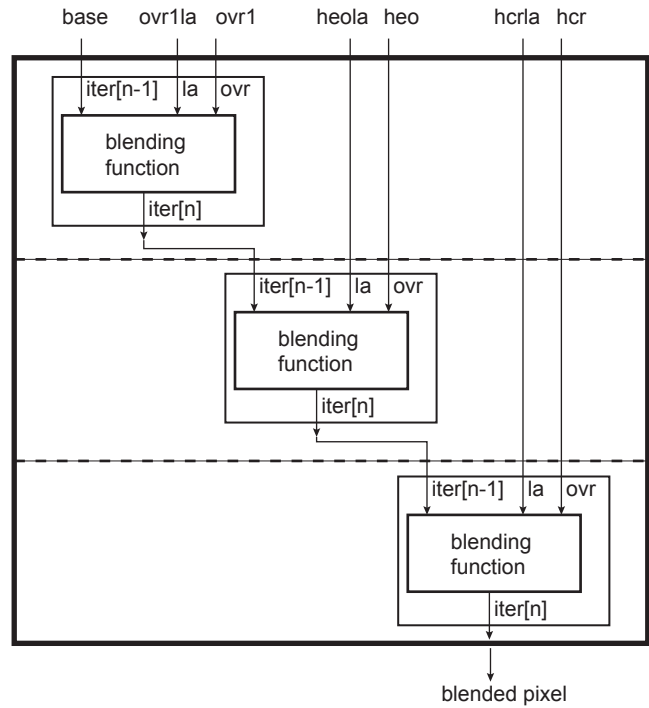 base ovr1la ovr1 heola heo hcrla hcr
iter[n-1] la ovr
blending
function
iter[n]
iter[n-1] la ovr
blending
function
iter[n]
iter[n-1] la ovr
blending
function
iter[n]
blended pixel